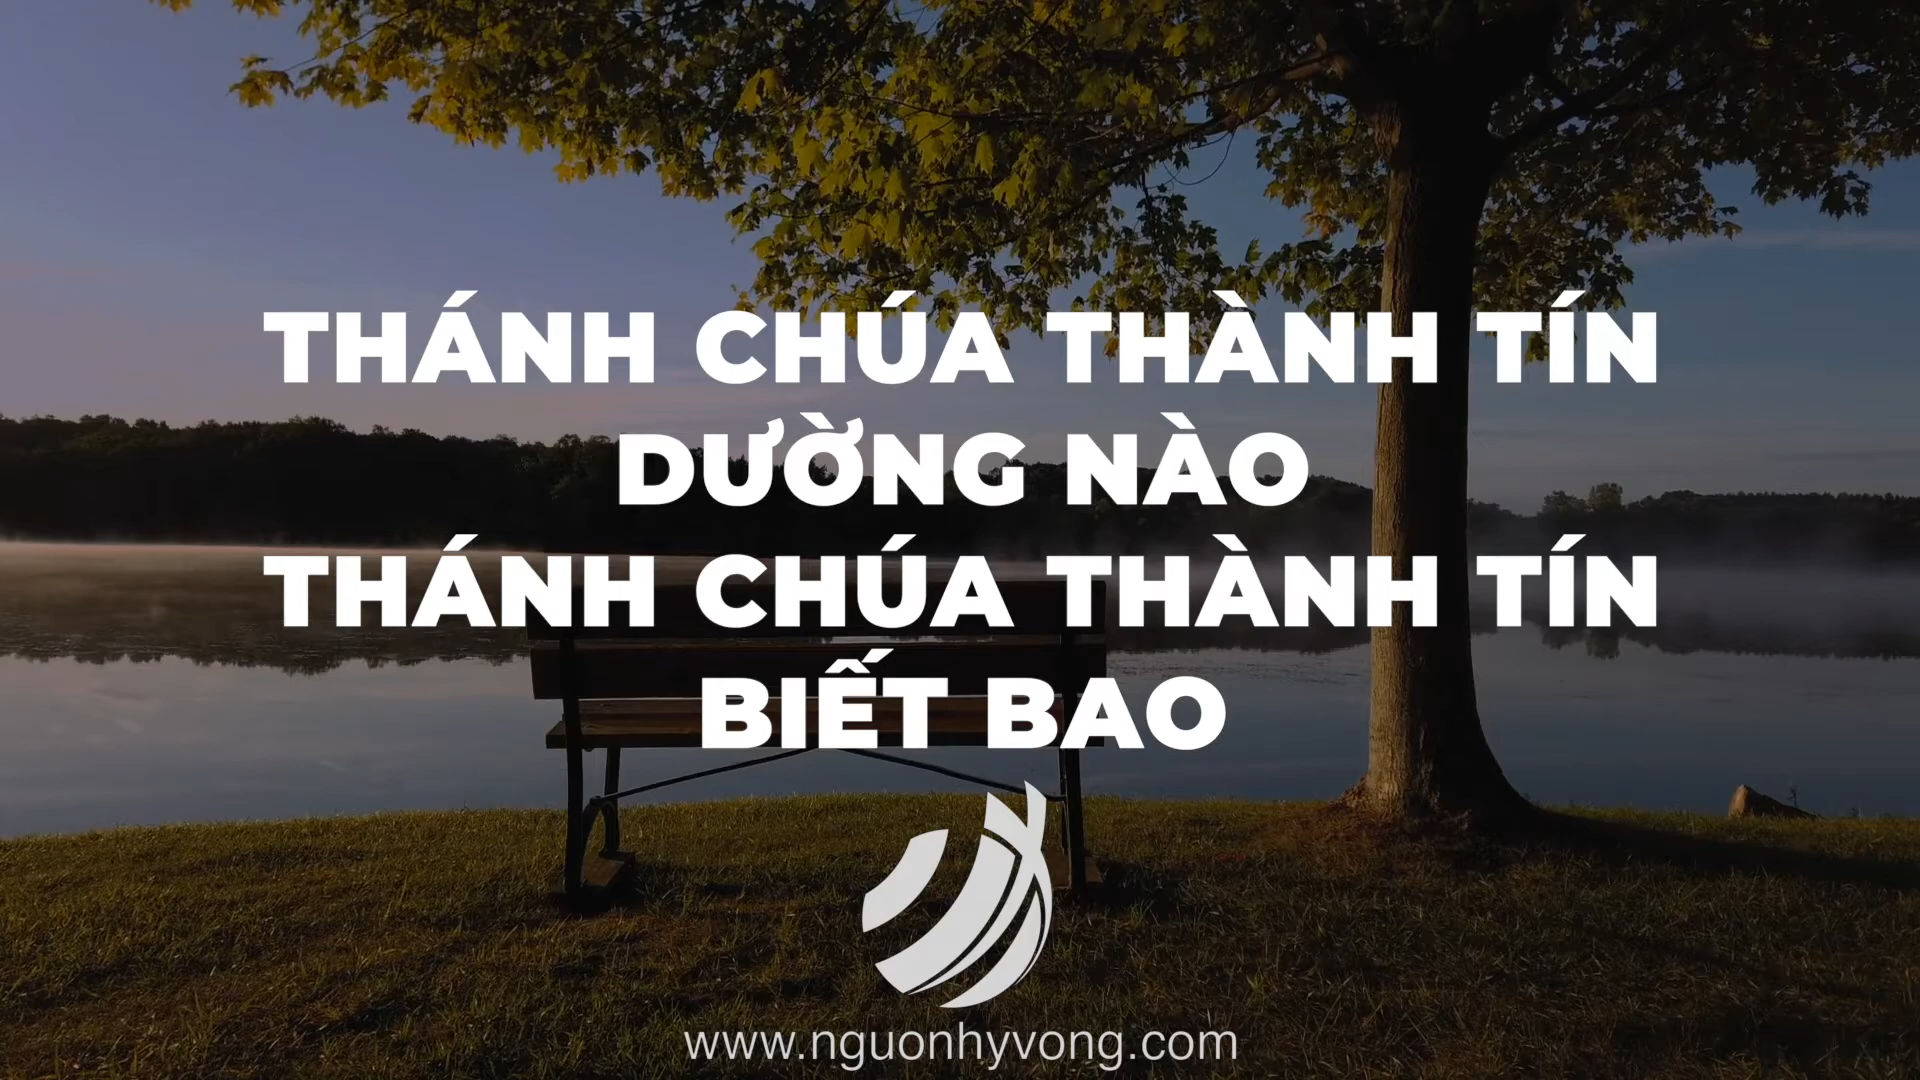 THÁNH CHÚA THÀNH TÍN
DƯỜNG NÀO
THÁNH CHÚA THÀNH TÍN
BIẾT BAO
www.nguonhyvong.com